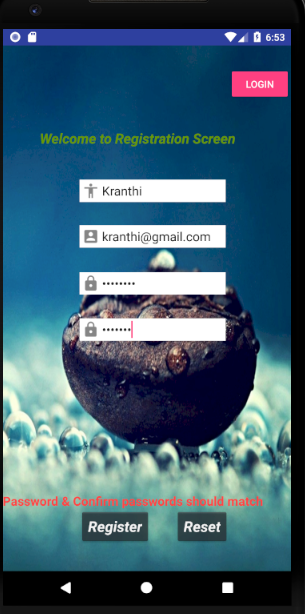 6:53
LOGIN
Welcome to Registration Screen
Kranthi
kranthi@gmail.com
••••••••
•••••••
Password & Confirm passwords should match
Register Reset